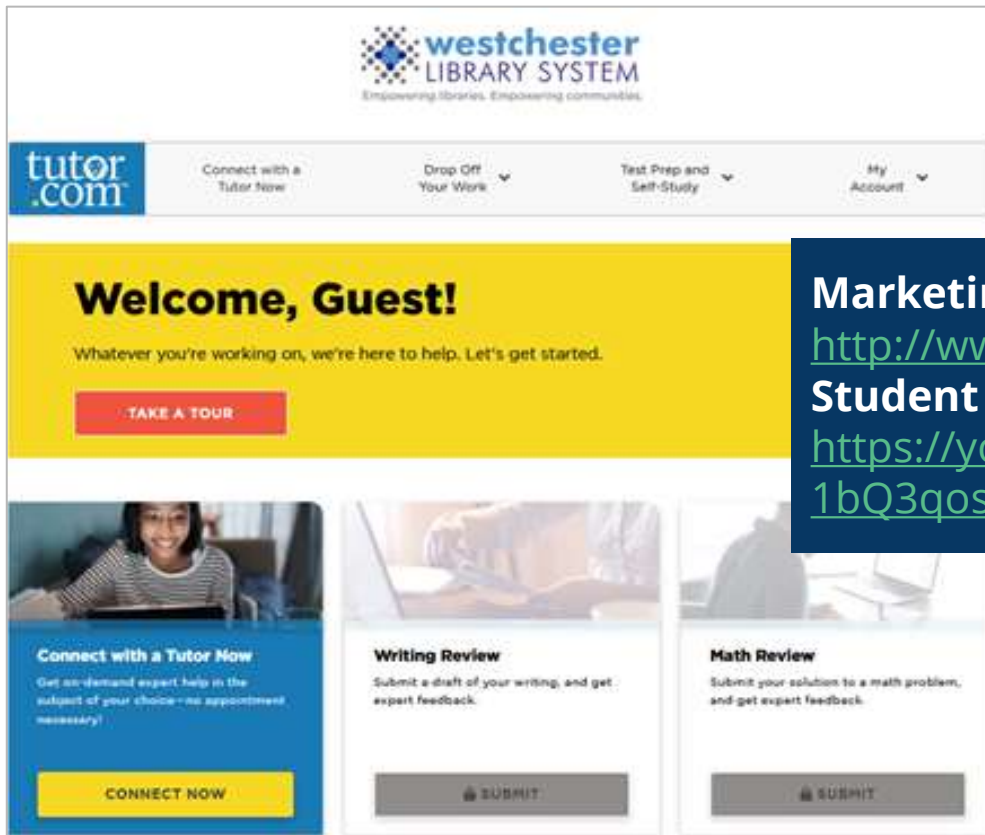 westchester
LIBRARY SYSTEM
Empowering libraries. Empowering communities.
tutor
.com
Connect with a
Tutor Now
Drop Off
Your Work
Test Prep and
Self-Study
My
Account
Welcome, Guest!
Whatever you're working on, we're here to help. Let's get started.
TAKE A TOUR
Student
https://yo
1bQ3qos
Connect with a Tutor Now
Get on-demand expert help in the
subject of your choice—no appointment
necessary!
CONNECT NOW
Writing Review
Submit a draft of your writing, and get
expert feedback.
SUBMIT
Math Review
Submit your solution to a math problem,
and get expert feedback.
SUBMIT